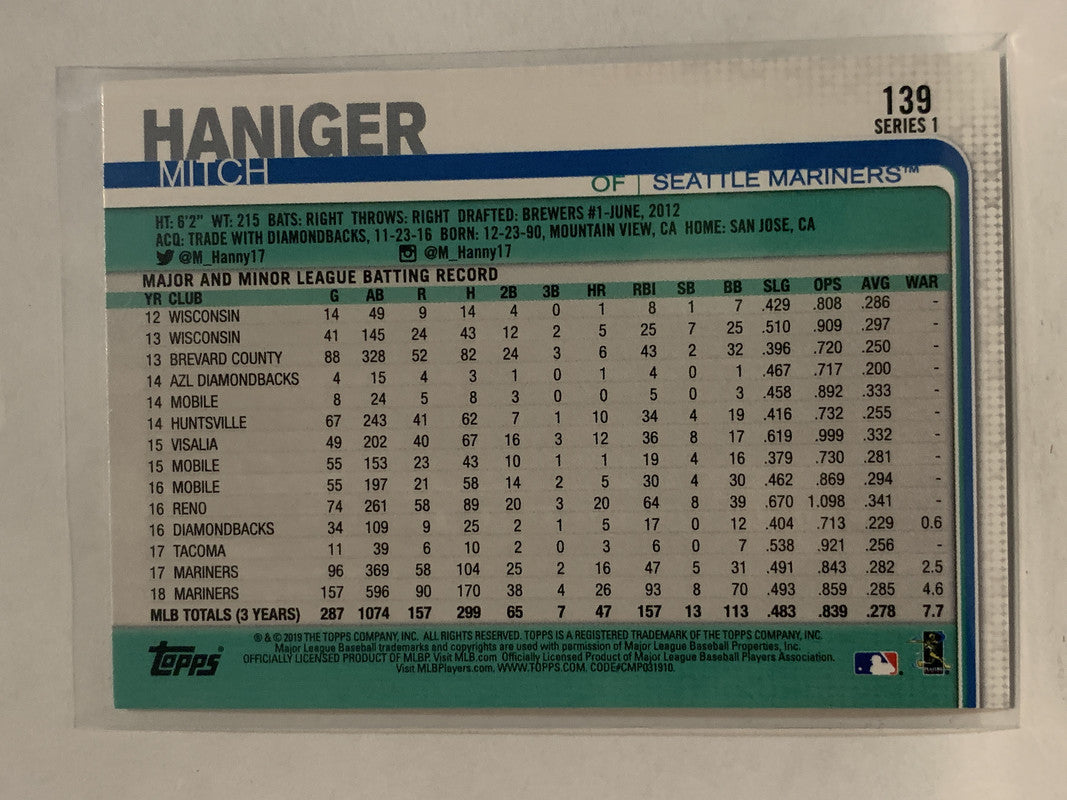 HANIGER
MITCH
139
SERIES 1
OF | SEATTLE MARINERS™
HT: 6'2" WT: 215 BATS: RIGHT THROWS: RIGHT DRAFTED: BREWERS #1-JUNE, 2012
ACQ: TRADE WITH DIAMONDBACKS, 11-23-16 BORN: 12-23-90, MOUNTAIN VIEW, CA HOME: SAN JOSE, CA
@M_Hanny17 @M_Hanny17
MAJOR AND MINOR LEAGUE BATTING RECORD
YR CLUB G AB R H 2B 3B HR RBI SB BB SLG OPS AVG WAR
12 WISCONSIN 14 49 9 14 4 0 1 8 1 7 .429 .808 .286 -
13 WISCONSIN 41 145 24 43 12 2 5 25 7 25 .510 .909 .297 -
13 BREVARD COUNTY 88 328 52 82 24 3 6 43 2 32 .396 .720 .250 -
14 AZL DIAMONDBACKS 4 15 4 3 1 0 1 4 0 1 .467 .717 .200 -
14 MOBILE 8 24 5 8 3 0 0 5 0 3 .458 .892 .333 -
14 HUNTSVILLE 67 243 41 62 7 1 10 34 4 19 .416 .732 .255 -
15 VISALIA 49 202 40 67 16 3 12 36 8 17 .619 .999 .332 -
15 MOBILE 55 153 23 43 10 1 1 19 4 16 .379 .730 .281 -
16 MOBILE 55 197 21 58 14 2 5 30 4 30 .462 .869 .294 -
16 RENO 74 261 58 89 20 3 20 64 8 39 .670 1.098 .341 -
16 DIAMONDBACKS 34 109 9 25 2 1 5 17 0 12 .404 .713 .229 0.6
17 TACOMA 11 39 6 10 2 0 3 6 0 7 .538 .921 .256 -
17 MARINERS 96 369 58 104 25 2 16 47 5 31 .491 .843 .282 2.5
18 MARINERS 157 596 90 170 38 4 26 93 8 70 .493 .859 .285 4.6
MLB TOTALS (3 YEARS) 287 1074 157 299 65 7 47 157 13 113 .483 .839 .278 7.7
TOPPS
® & © 2019 THE TOPPS COMPANY, INC. ALL RIGHTS RESERVED. TOPPS IS A REGISTERED TRADEMARK OF THE TOPPS COMPANY, INC.
Major League Baseball trademarks and copyrights are used with permission of Major League Baseball Properties, Inc.
OFFICIALLY LICENSED PRODUCT OF MLBP. Visit MLB.com Officially Licensed Product of Major League Baseball Players Association.
Visit MLBPlayers.com. WWW.TOPPS.COM. CODE#CMP031910.
PLAYERS